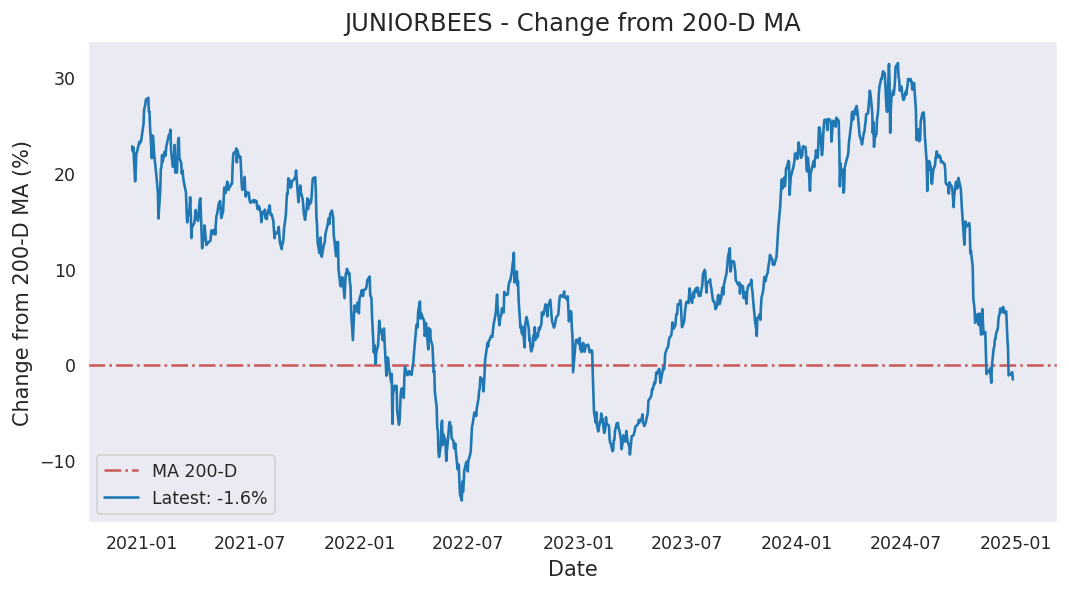 JUNIORBEES - Change from 200-D MA
Change from 200-D MA (%)
30
20
10
0
−10
MA 200-D
Latest: -1.6%
2021-01 2021-07 2022-01 2022-07 2023-01 2023-07 2024-01 2024-07 2025-01
Date